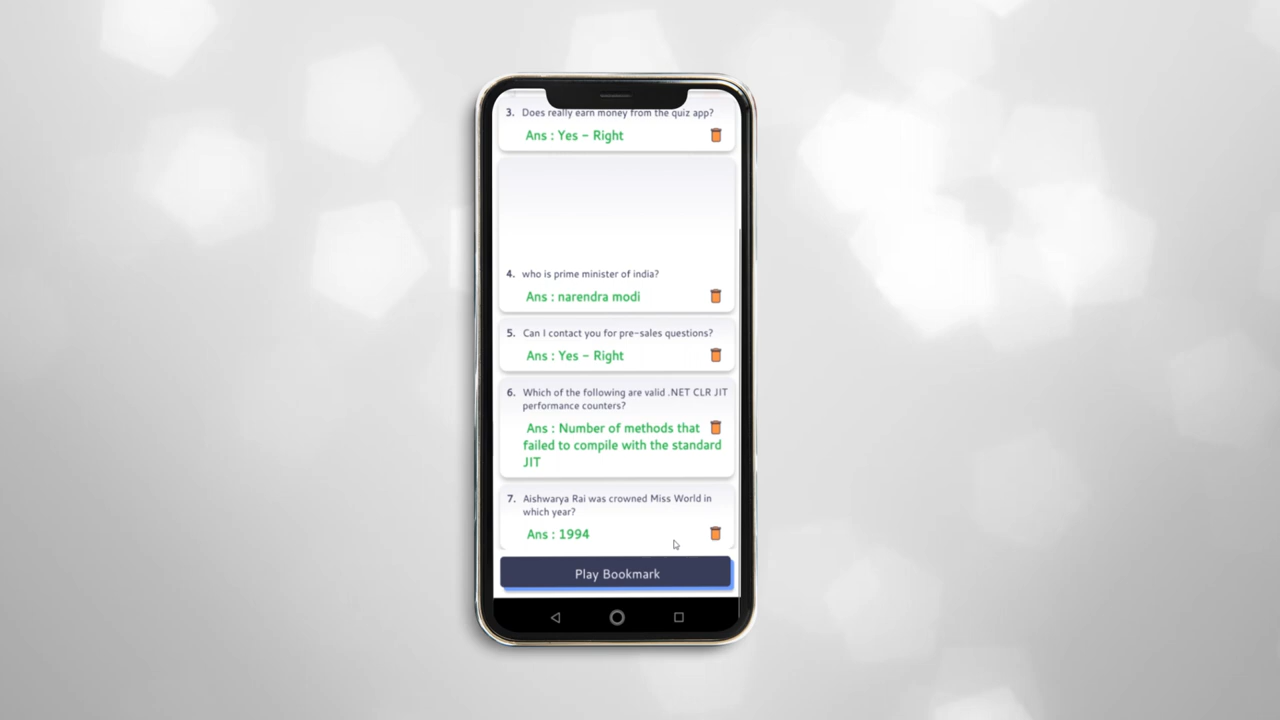 3. Does really earn money from the quiz app?
Ans : Yes - Right
4. who is prime minister of india?
Ans : narendra modi
5. Can I contact you for pre-sales questions?
Ans : Yes - Right
6. Which of the following are valid .NET CLR JIT
performance counters?
Ans : Number of methods that
failed to compile with the standard
JIT
7. Aishwarya Rai was crowned Miss World in
which year?
Ans : 1994
Play Bookmark